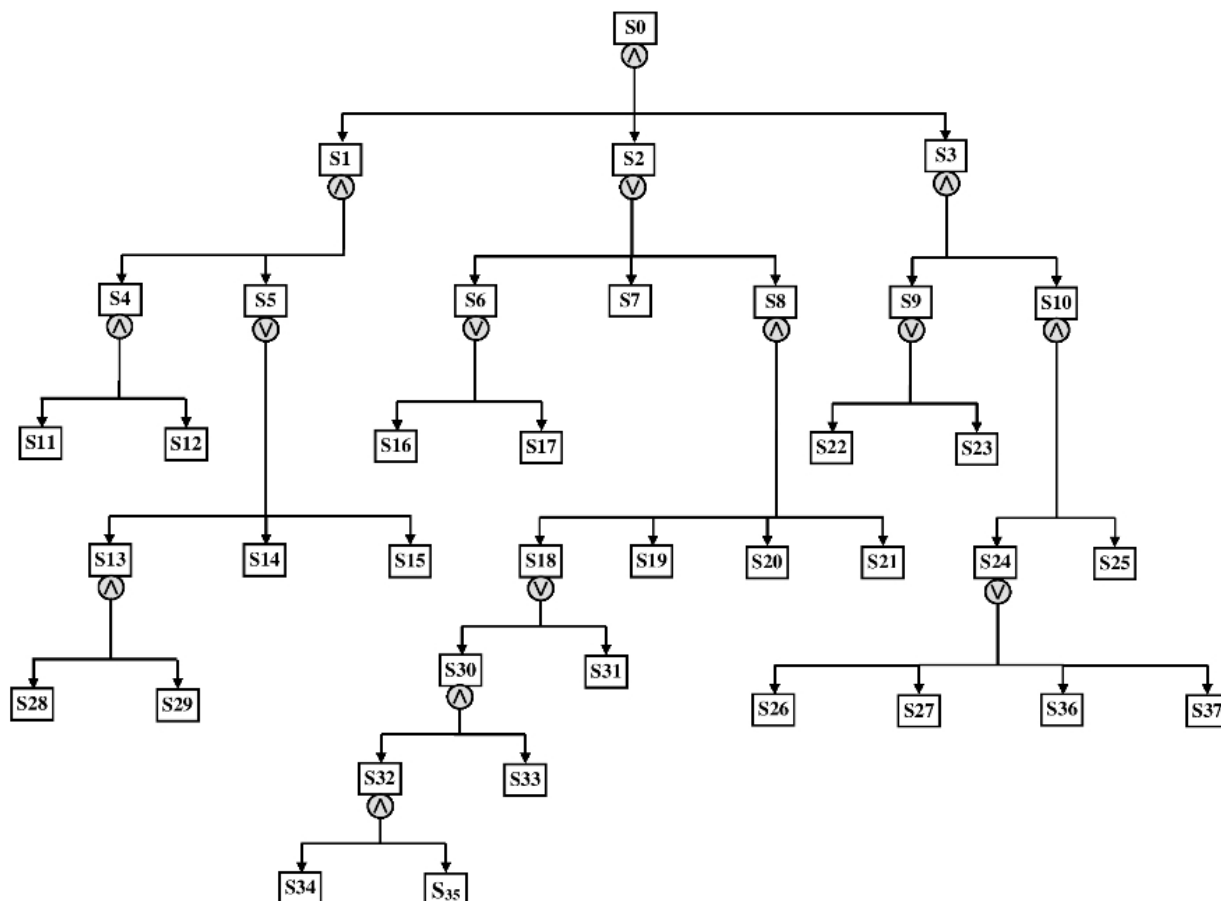 S0
∧
S1 S2 S3
∧ ∨ ∧
S4 S5 S6 S7 S8 S9 S10
∧ ∨ ∨ ∧ ∨ ∧
S11 S12 S16 S17 S22 S23
S13 S14 S15 S18 S19 S20 S21 S24 S25
∧ ∨ ∨
S30 S31
∧
S28 S29 S26 S27 S36 S37
S32 S33
∧
S34 S35